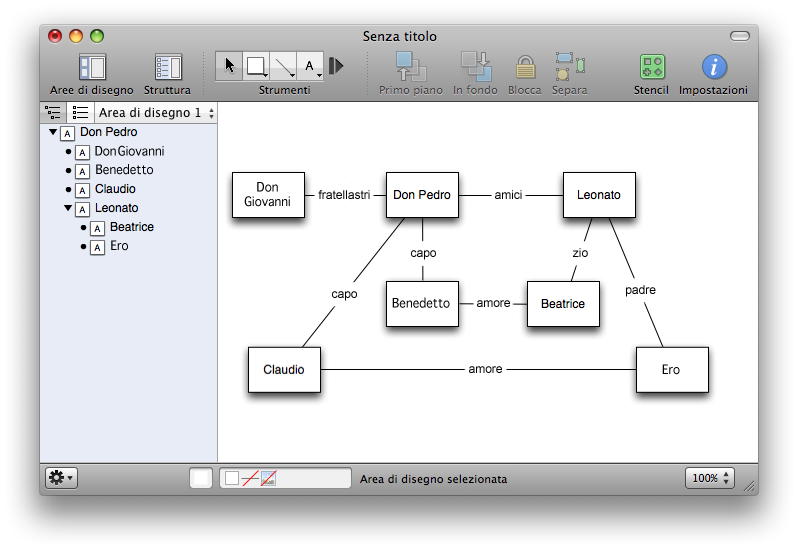 Senza titolo
Aree di disegno
Struttura
A
Strumenti
Primo piano
In fondo
Blocca
Separa
Stencil
i
Impostazioni
Area di disegno 1
A Don Pedro
A Don Giovanni
A Benedetto
A Claudio
A Leonato
A Beatrice
A Ero
Don
Giovanni
fratellastri
Don Pedro
amici
Leonato
capo
zio
capo
padre
Benedetto
amore
Beatrice
Claudio
amore
Ero
Area di disegno selezionata
100%